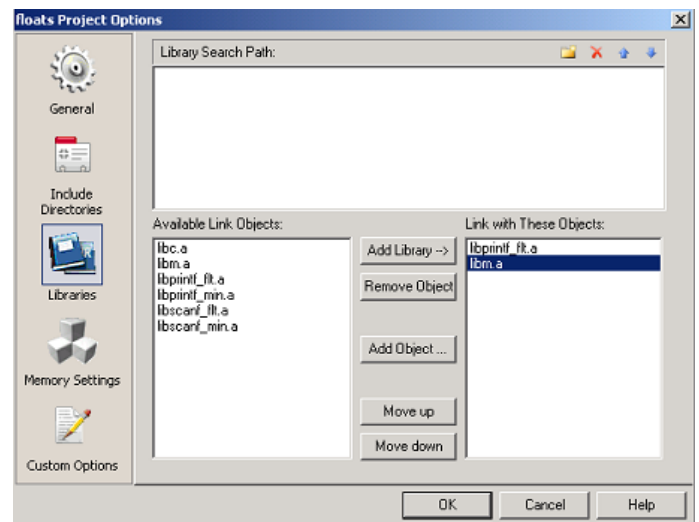 floats Project Options
General
Include
Directories
Libraries
Memory Settings
Custom Options
Library Search Path:
Available Link Objects:
libc.a
libm.a
libprintf_flt.a
libprintf_min.a
libscanf_flt.a
libscanf_min.a
Add Library -->
Remove Object
Add Object ...
Move up
Move down
Link with These Objects:
libprintf_flt.a
libm.a
OK
Cancel
Help